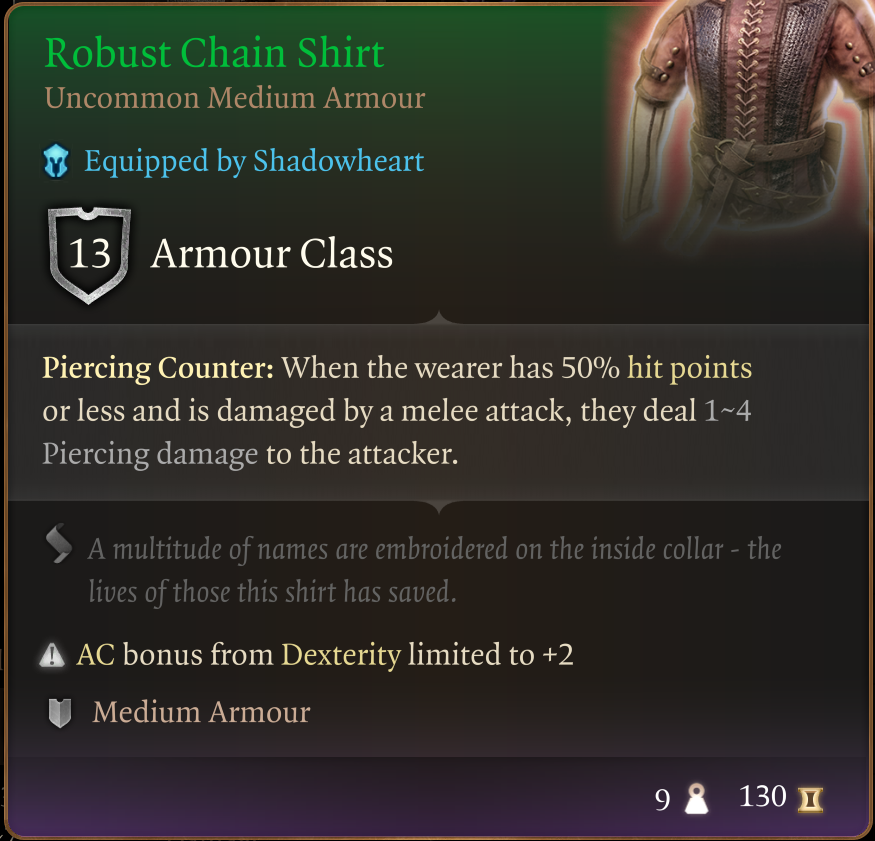 Robust Chain Shirt
Uncommon Medium Armour
Equipped by Shadowheart
13 Armour Class
Piercing Counter: When the wearer has 50% hit points
or less and is damaged by a melee attack, they deal 1~4
Piercing damage to the attacker.
A multitude of names are embroidered on the inside collar - the
lives of those this shirt has saved.
AC bonus from Dexterity limited to +2
Medium Armour
9 130